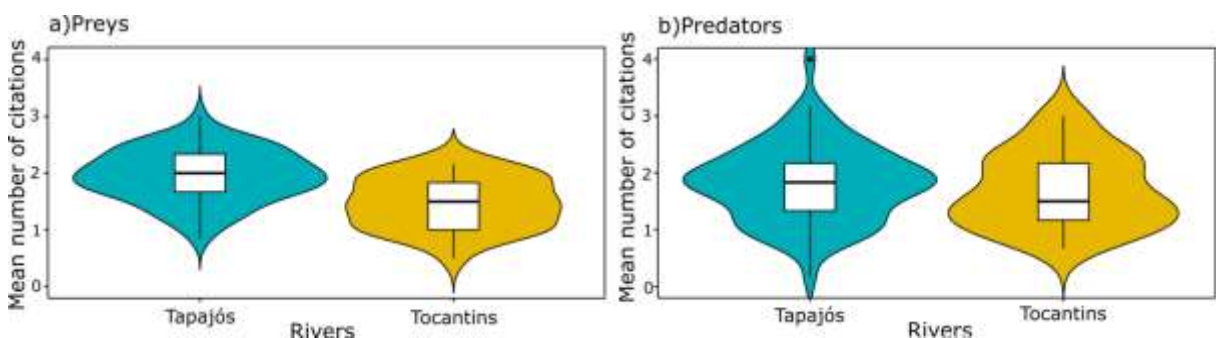 a)Preys
Mean number of citations
4
3
2
1
0
Tapajós
Tocantins
Rivers
b)Predators
Mean number of citations
4
3
2
1
0
Tapajós
Tocantins
Rivers